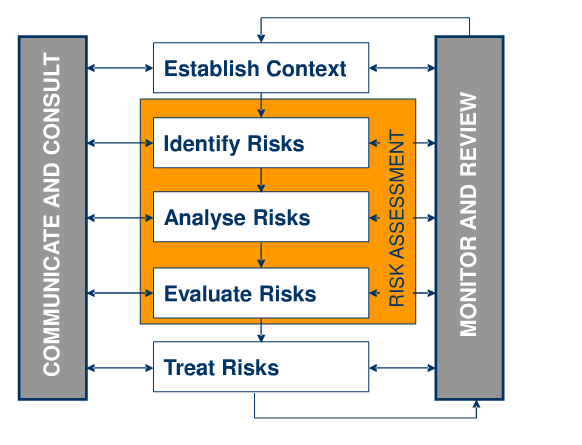 COMMUNICATE AND CONSULT
Establish Context
Identify Risks
Analyse Risks
Evaluate Risks
Treat Risks
RISK ASSESSMENT
MONITOR AND REVIEW